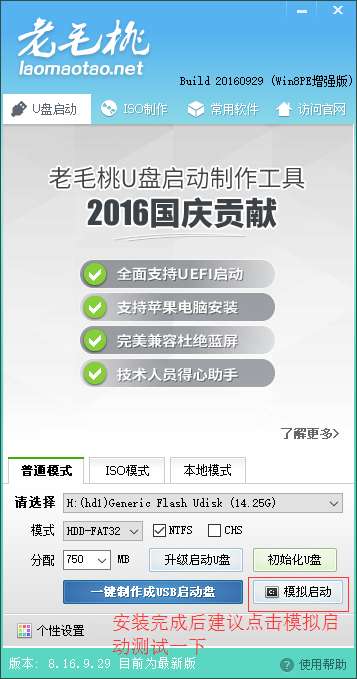 老毛桃
laomaotao.net
Build 20160929 (Win8PE增强版)
U盘启动 ISO制作 常用软件 访问官网
老毛桃U盘启动制作工具
2016国庆贡献
全面支持UEFI启动
支持苹果电脑安装
完美兼容杜绝蓝屏
技术人员得心助手
了解更多>
普通模式 ISO模式 本地模式
请选择 H:(hd1)Generic Flash Udisk (14.25G)
模式 HDD-FAT32 NTFS CHS
分配 750 MB 升级启动U盘 初始化U盘
一键制作成USB启动盘 模拟启动
安装完成后建议点击模拟启
动测试一下
个性设置
版本: 8.16.9.29 目前为最新版 使用帮助